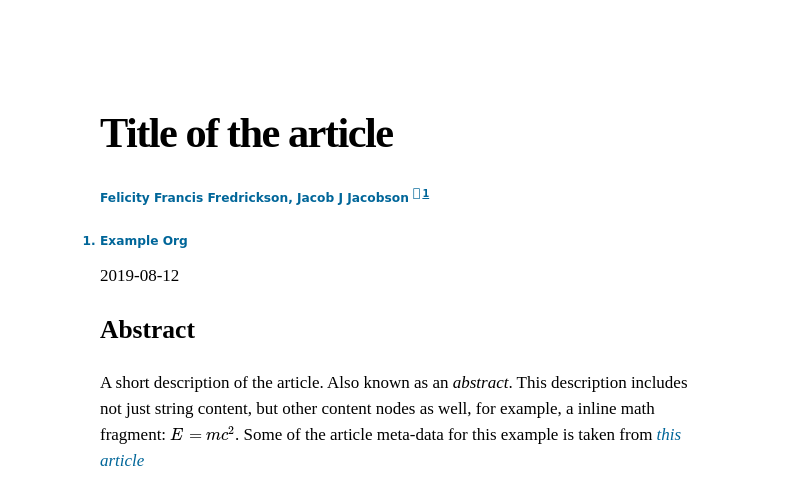 Title of the article
Felicity Francis Fredrickson, Jacob J Jacobson 1
1. Example Org
2019-08-12
Abstract
A short description of the article. Also known as an abstract. This description includes
not just string content, but other content nodes as well, for example, a inline math
fragment: E = mc². Some of the article meta-data for this example is taken from this
article